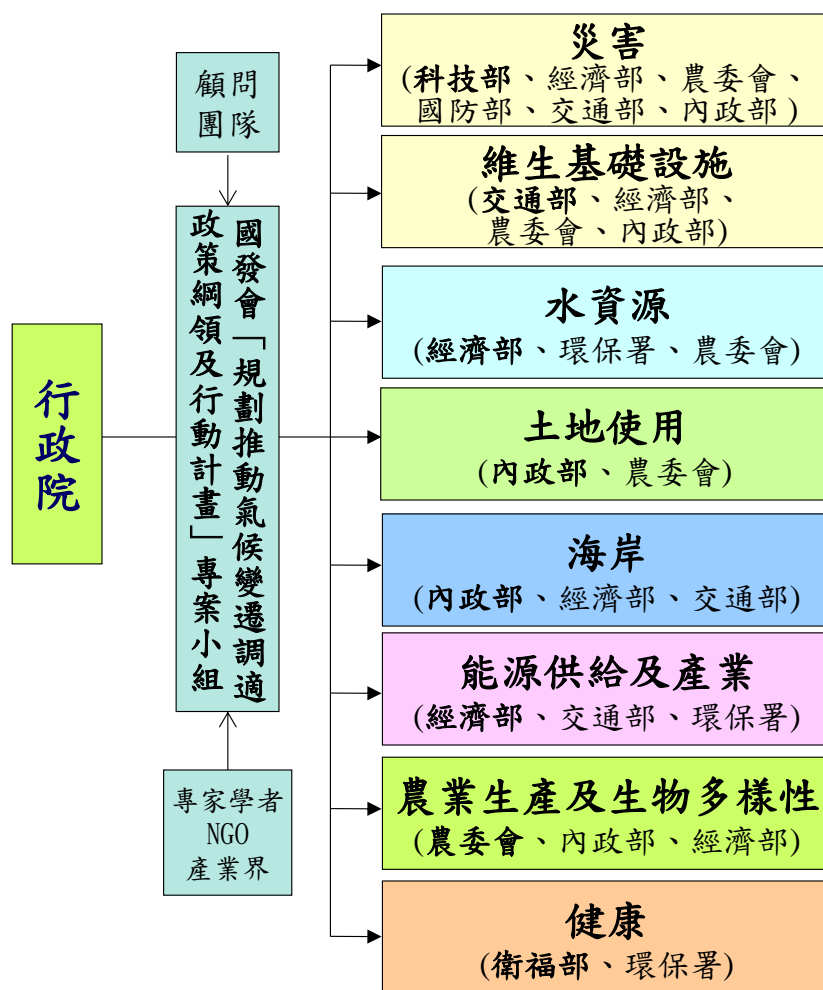 行政院
顧問
團隊
國發會「規劃推動氣候變遷調適
政策綱領及行動計畫」專案小組
專家學者
NGO
產業界
災害
(科技部、經濟部、農委會、
國防部、交通部、內政部)
維生基礎設施
(交通部、經濟部、
農委會、內政部)
水資源
(經濟部、環保署、農委會)
土地使用
(內政部、農委會)
海岸
(內政部、經濟部、交通部)
能源供給及產業
(經濟部、交通部、環保署)
農業生產及生物多樣性
(農委會、內政部、經濟部)
健康
(衛福部、環保署)